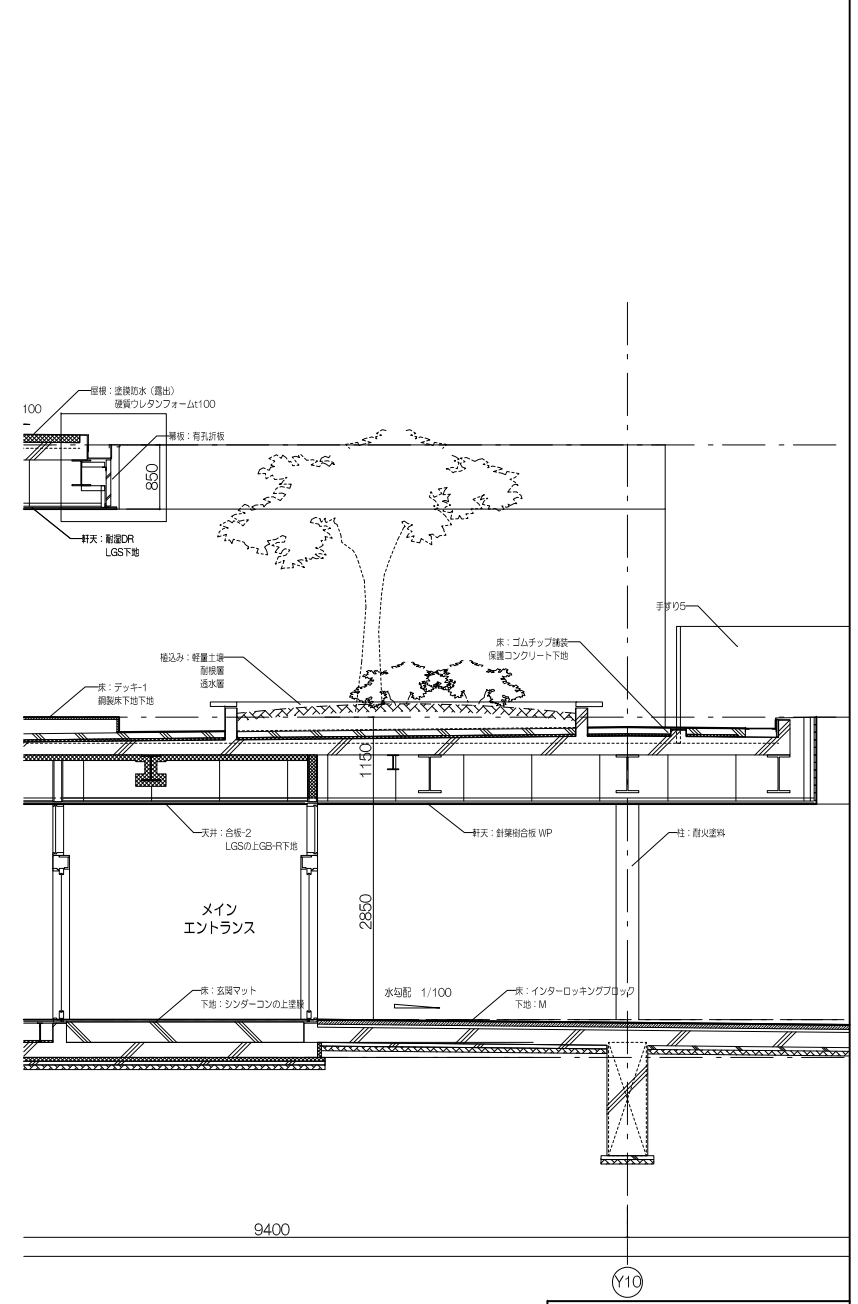 屋根：塗膜防水（露出）
硬質ウレタンフォームt100
100
幕板：有孔折板
850
軒天：耐湿DR
LGS下地
手ずり5
床：ゴムチップ舗装
保護コンクリート下地
植込み：軽量土壌
耐根層
透水層
床：デッキ-1
鋼製床下地下地
1150
天井：合板-2
LGSの上GB-R下地
軒天：針葉樹合板 WP
柱：耐火塗料
メイン
エントランス
2850
床：玄関マット
下地：シンダーコンの上塗膜
水勾配 1/100
床：インターロッキングブロック
下地：M
9400
Y10